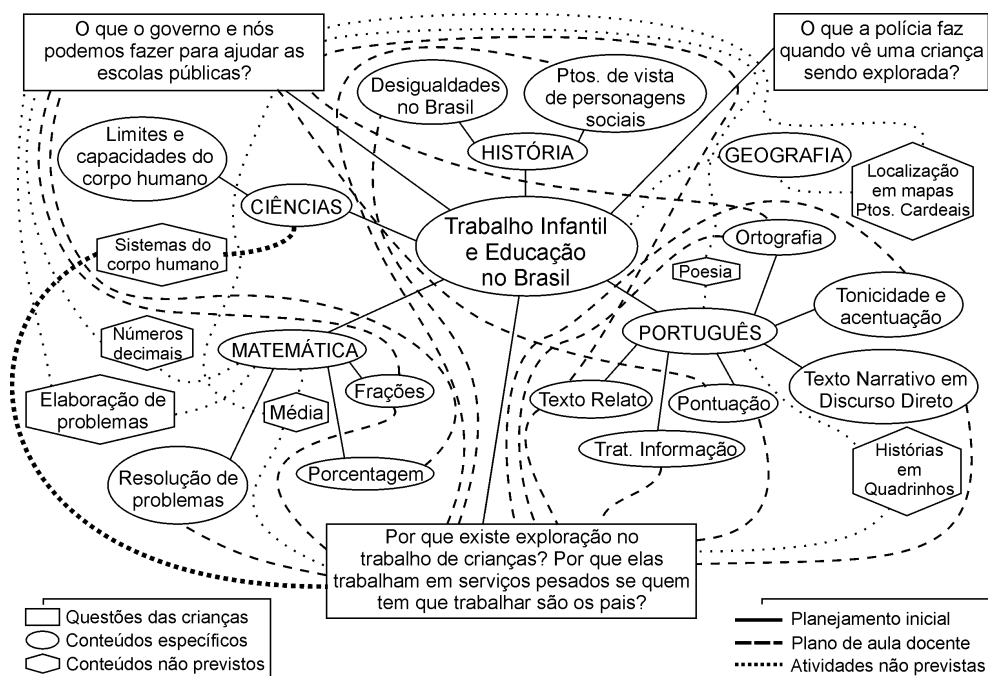 O que o governo e nós
podemos fazer para ajudar as
escolas públicas?
O que a polícia faz
quando vê uma criança
sendo explorada?
Desigualdades
no Brasil
Ptos. de vista
de personagens
sociais
HISTÓRIA
Limites e
capacidades do
corpo humano
CIÊNCIAS
GEOGRAFIA
Localização
em mapas
Ptos. Cardeais
Sistemas do
corpo humano
Trabalho Infantil
e Educação
no Brasil
Ortografia
Poesia
Tonicidade e
acentuação
Números
decimais
MATEMÁTICA
PORTUGUÊS
Elaboração de
problemas
Média
Frações
Texto Relato
Pontuação
Texto Narrativo em
Discurso Direto
Resolução de
problemas
Porcentagem
Trat. Informação
Histórias
em
Quadrinhos
Por que existe exploração no
trabalho de crianças? Por que elas
trabalham em serviços pesados se quem
tem que trabalhar são os pais?
Questões das crianças
Conteúdos específicos
Conteúdos não previstos
Planejamento inicial
Plano de aula docente
Atividades não previstas